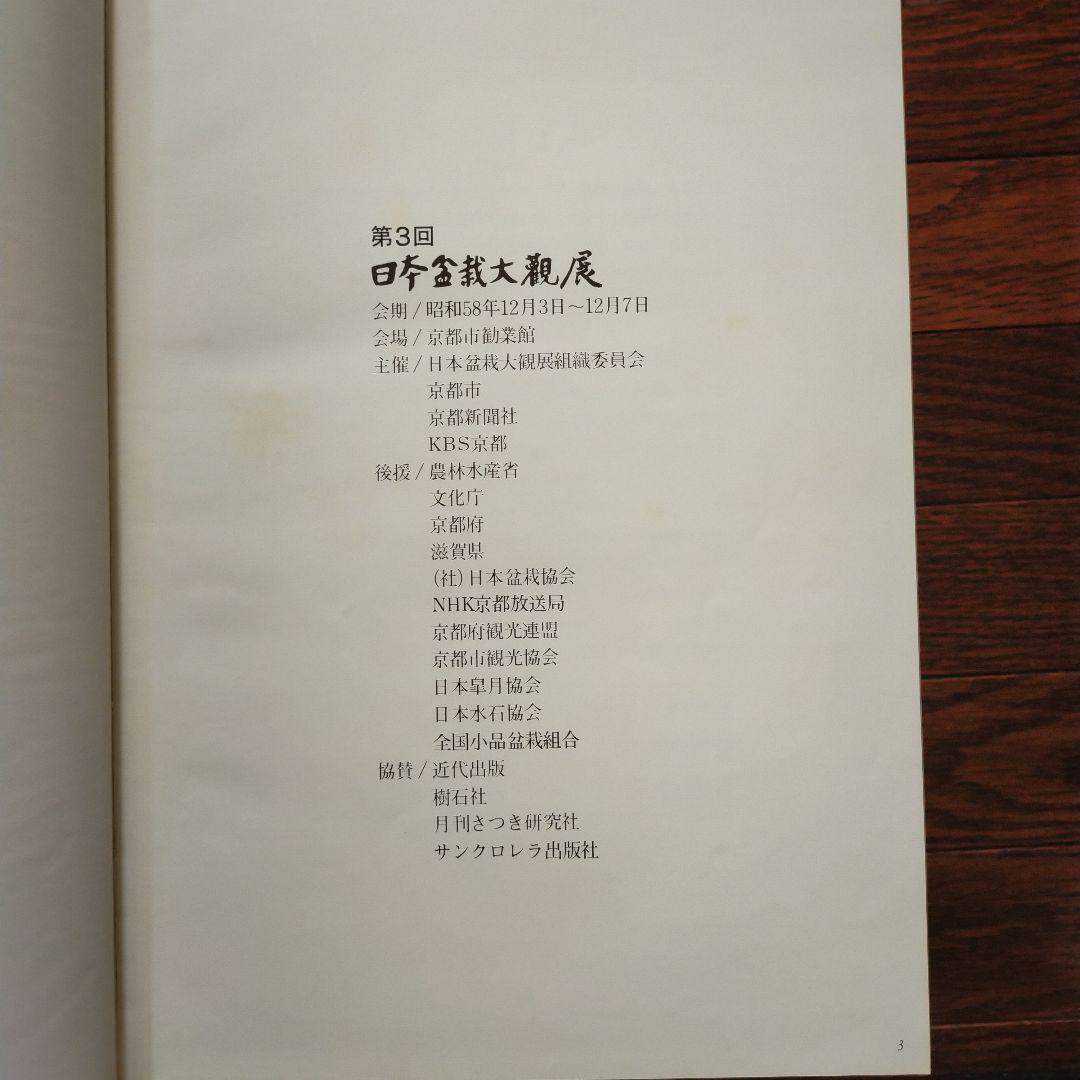 第3回
日本盆栽大觀展
会期/昭和58年12月3日～12月7日
会場/京都市勧業館
主催/日本盆栽大観展組織委員会
京都市
京都新聞社
KBS京都
後援/農林水産省
文化庁
京都府
滋賀県
(社)日本盆栽協会
NHK京都放送局
京都府観光連盟
京都市観光協会
日本皐月協会
日本水石協会
全国小品盆栽組合
協賛/近代出版
樹石社
月刊さつき研究社
サンクロレラ出版社
3